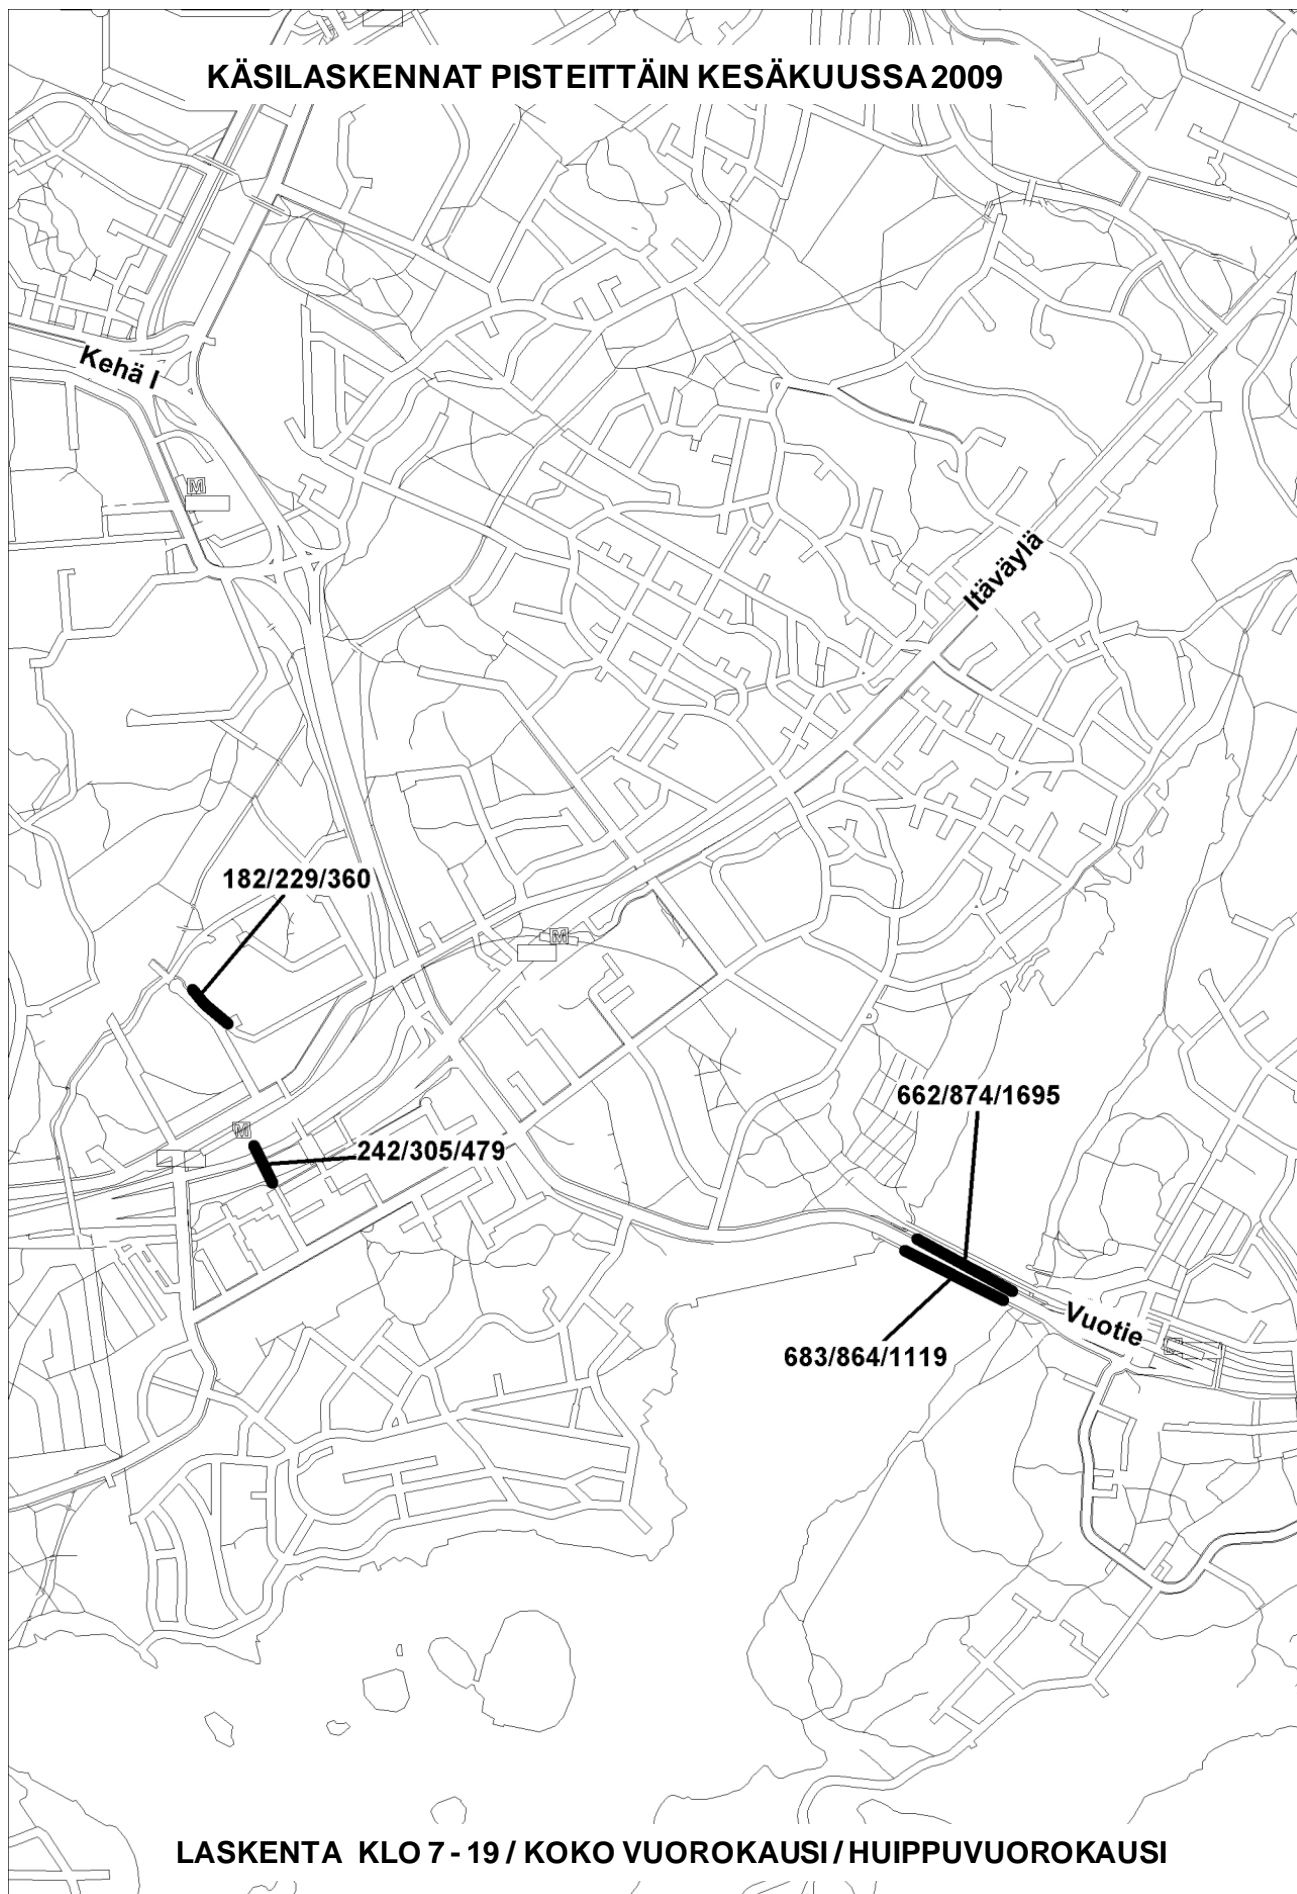 KÄSILASKENNAT PISTEITTÄIN KESÄKUUSSA 2009
Kehä I
M
Itäväylä
182/229/360
M
662/874/1695
M
242/305/479
Vuotie
683/864/1119
LASKENTA KLO 7 - 19 / KOKO VUOROKAUSI / HUIPPUVUOROKAUSI